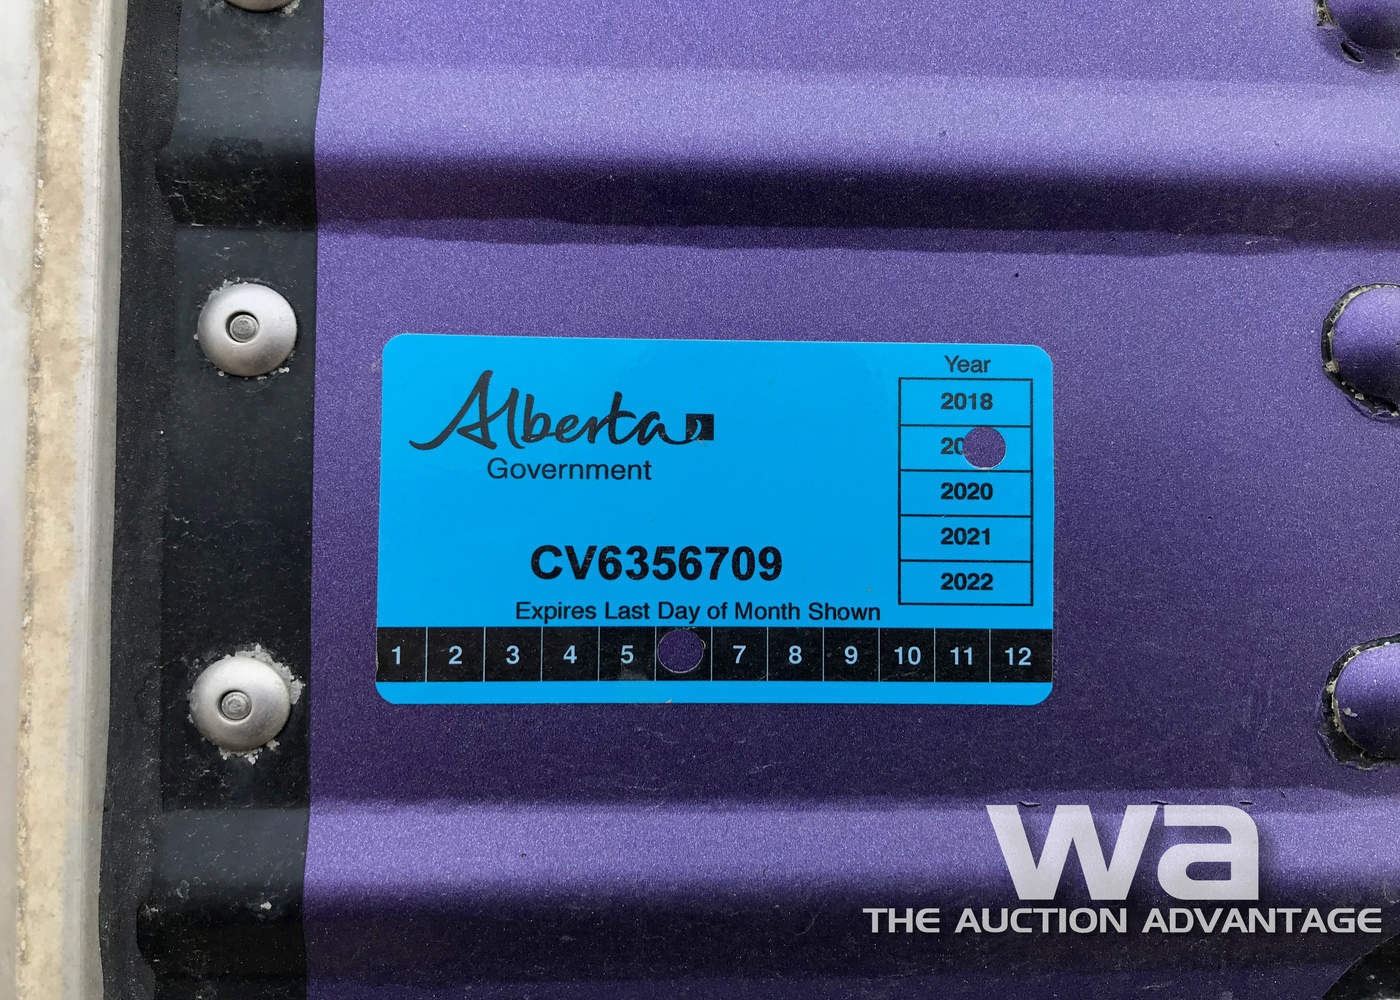 Alberta
Government
Year
2018
20
2020
2021
2022
CV6356709
Expires Last Day of Month Shown
1 2 3 4 5 7 8 9 10 11 12
wa
THE AUCTION ADVANTAGE